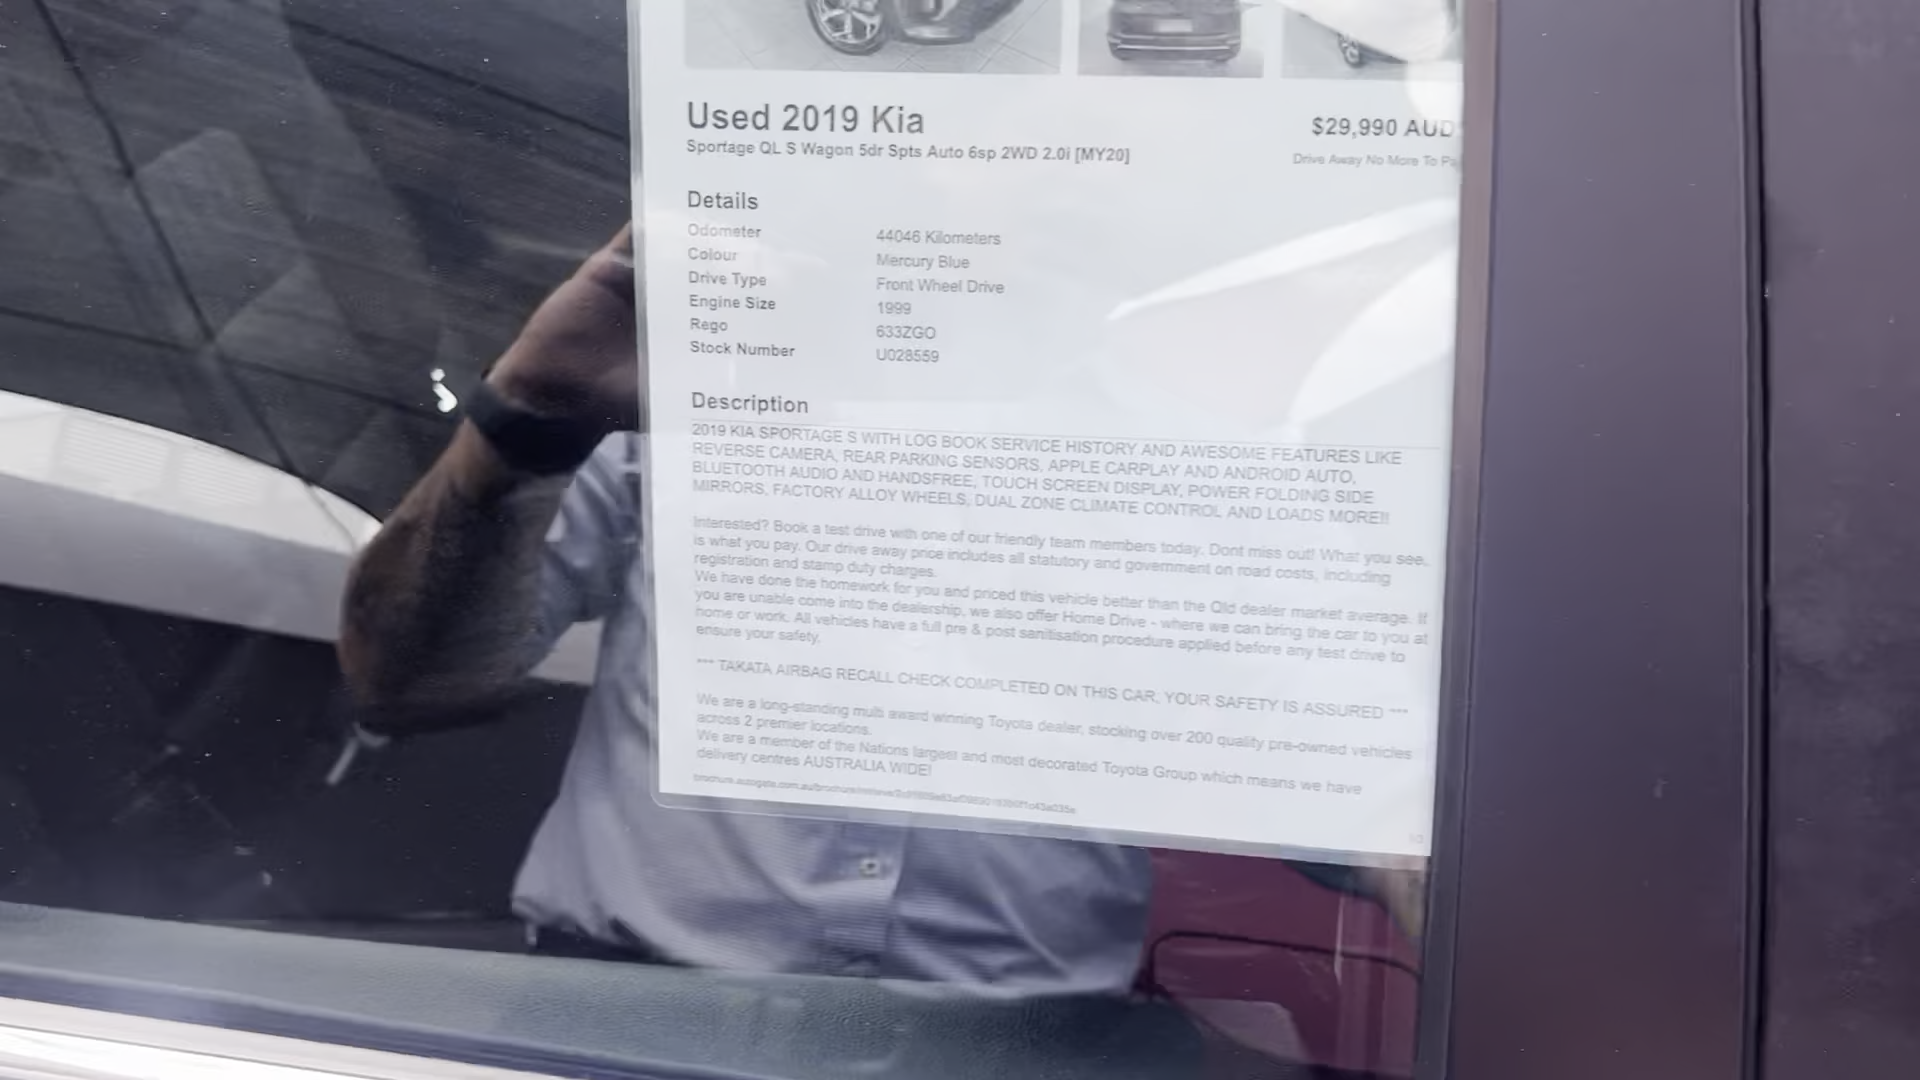 Used 2019 Kia
$29,990 AUD
Sportage QL S Wagon 5dr Spts Auto 6sp 2WD 2.0i [MY20]
Drive Away No More To
Details
Odometer 44046 Kilometers
Colour Mercury Blue
Drive Type Front Wheel Drive
Engine Size 1999
Rego 633ZGO
Stock Number U028559
Description
2019 KIA SPORTAGE S WITH LOG BOOK SERVICE HISTORY AND AWESOME FEATURES LIKE
REVERSE CAMERA, REAR PARKING SENSORS, APPLE CARPLAY AND ANDROID AUTO,
BLUETOOTH AUDIO AND HANDSFREE, TOUCH SCREEN DISPLAY, POWER FOLDING SIDE
MIRRORS, FACTORY ALLOY WHEELS, DUAL ZONE CLIMATE CONTROL AND LOADS MORE!!
Interested? Book a test drive with one of our friendly team members today. Dont miss out! What you see,
is what you pay. Our drive away price includes all statutory and government on road costs, including
registration and stamp duty charges.
We have done the homework for you and priced this vehicle better than the Qld dealer market average. If
you are unable come into the dealership, we also offer Home Drive - where we can bring the car to you at
home or work. All vehicles have a full pre & post sanitisation procedure applied before any test drive to
ensure your safety.
*** TAKATA AIRBAG RECALL CHECK COMPLETED ON THIS CAR, YOUR SAFETY IS ASSURED ***
We are a long-standing multi award winning Toyota dealer, stocking over 200 quality pre-owned vehicles
across 2 premier locations.
We are a member of the Nations largest and most decorated Toyota Group which means we have
delivery centres AUSTRALIA WIDE!